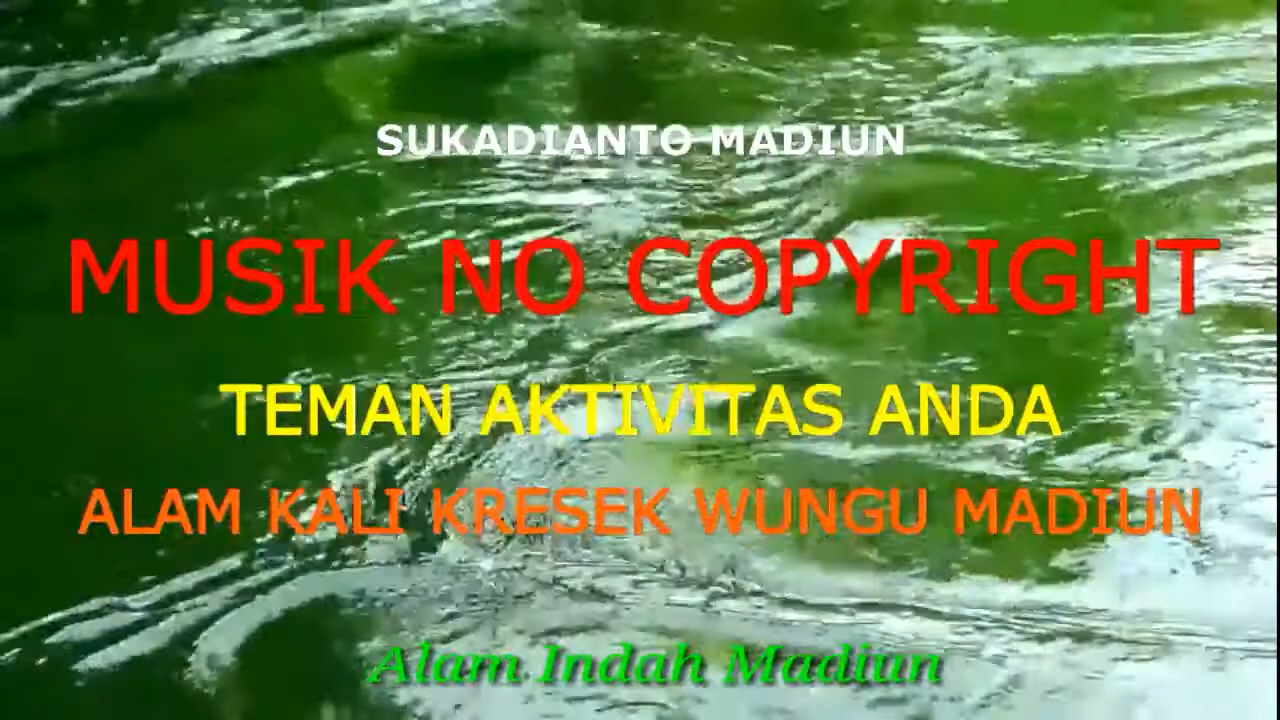 SUKADIANTO MADIUN
MUSIK NO COPYRIGHT
TEMAN AKTIVITAS ANDA
ALAM KALI KRESEK WUNGU MADIUN
Alam Indah Madiun